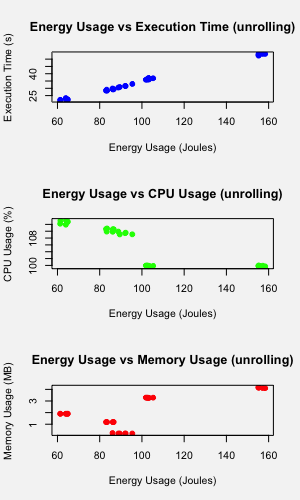 Energy Usage vs Execution Time (unrolling)
Execution Time (s)
40
25
60 80 100 120 140 160
Energy Usage (Joules)
Energy Usage vs CPU Usage (unrolling)
CPU Usage (%)
108
100
60 80 100 120 140 160
Energy Usage (Joules)
Energy Usage vs Memory Usage (unrolling)
Memory Usage (MB)
3
1
60 80 100 120 140 160
Energy Usage (Joules)